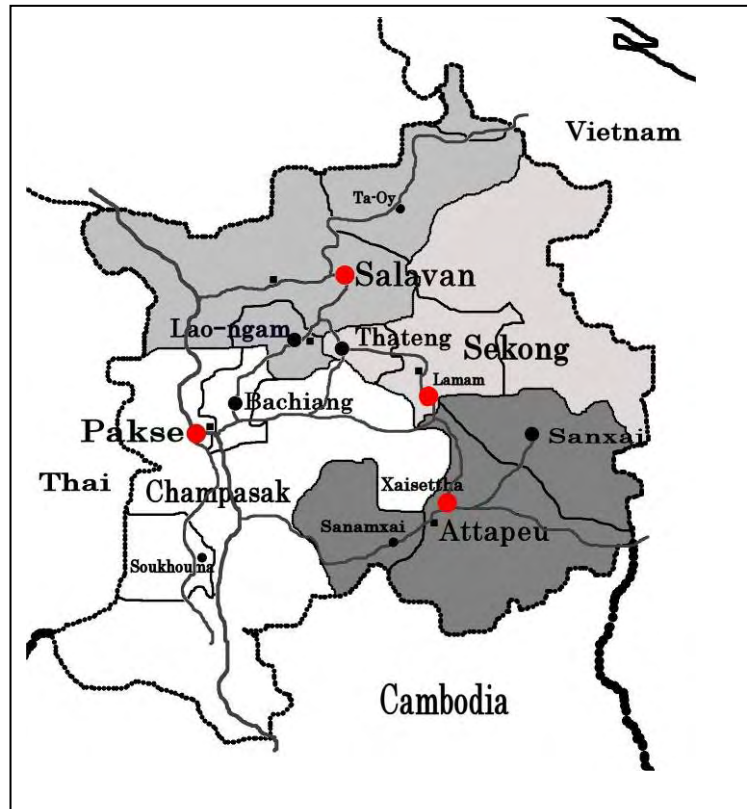 Vietnam
Ta-Oy
Salavan
Lao-ngam
Thateng
Sekong
Lamam
Bachiang
Pakse
Sanxai
Thai
Champasak
Xaisettha
Sanamxai
Attapeu
Soukhouma
Cambodia